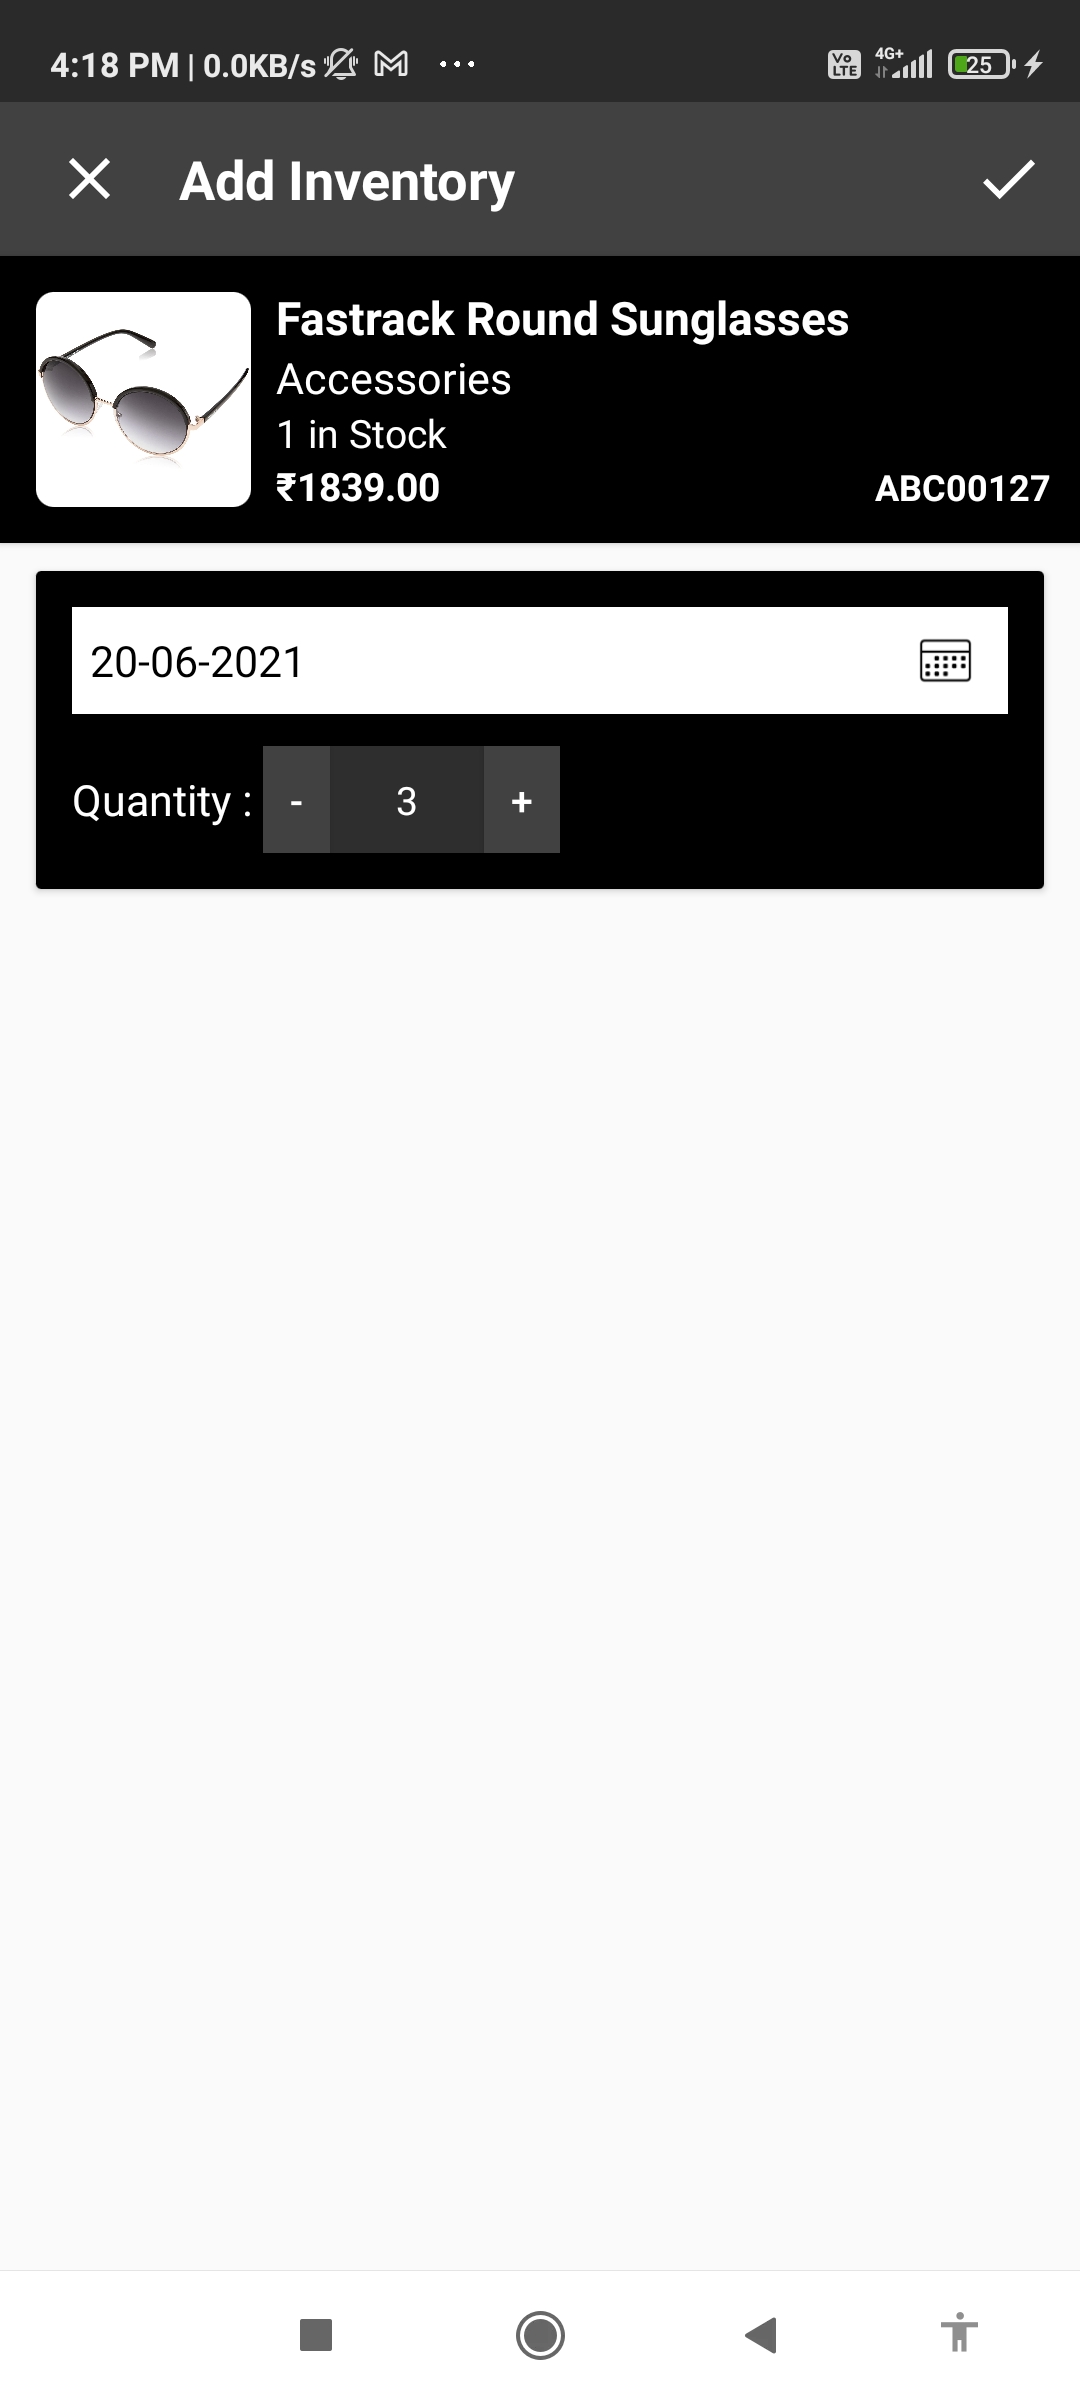 4:18 PM | 0.0KB/s
Vo LTE 4G+ 25
Add Inventory
Fastrack Round Sunglasses
Accessories
1 in Stock
₹1839.00
ABC00127
20-06-2021
Quantity : - 3 +